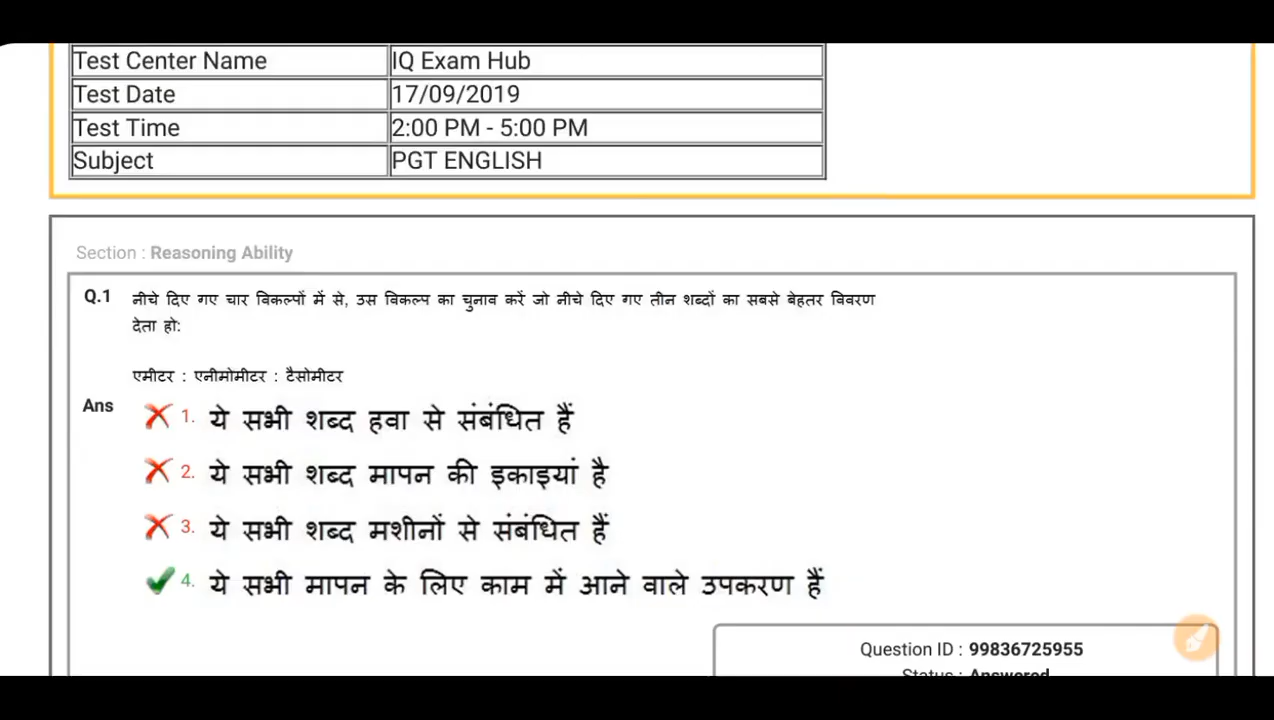 Test Center Name IQ Exam Hub
Test Date 17/09/2019
Test Time 2:00 PM - 5:00 PM
Subject PGT ENGLISH
Section : Reasoning Ability
Q.1 नीचे दिए गए चार विकल्पों में से, उस विकल्प का चुनाव करें जो नीचे दिए गए तीन शब्दों का सबसे बेहतर विवरण
देता हो:
एमीटर : एनीमोमीटर : टैसोमीटर
Ans
1. ये सभी शब्द हवा से संबंधित हैं
2. ये सभी शब्द मापन की इकाइयां है
3. ये सभी शब्द मशीनों से संबंधित हैं
4. ये सभी मापन के लिए काम में आने वाले उपकरण हैं
Question ID : 99836725955
Status : Answered